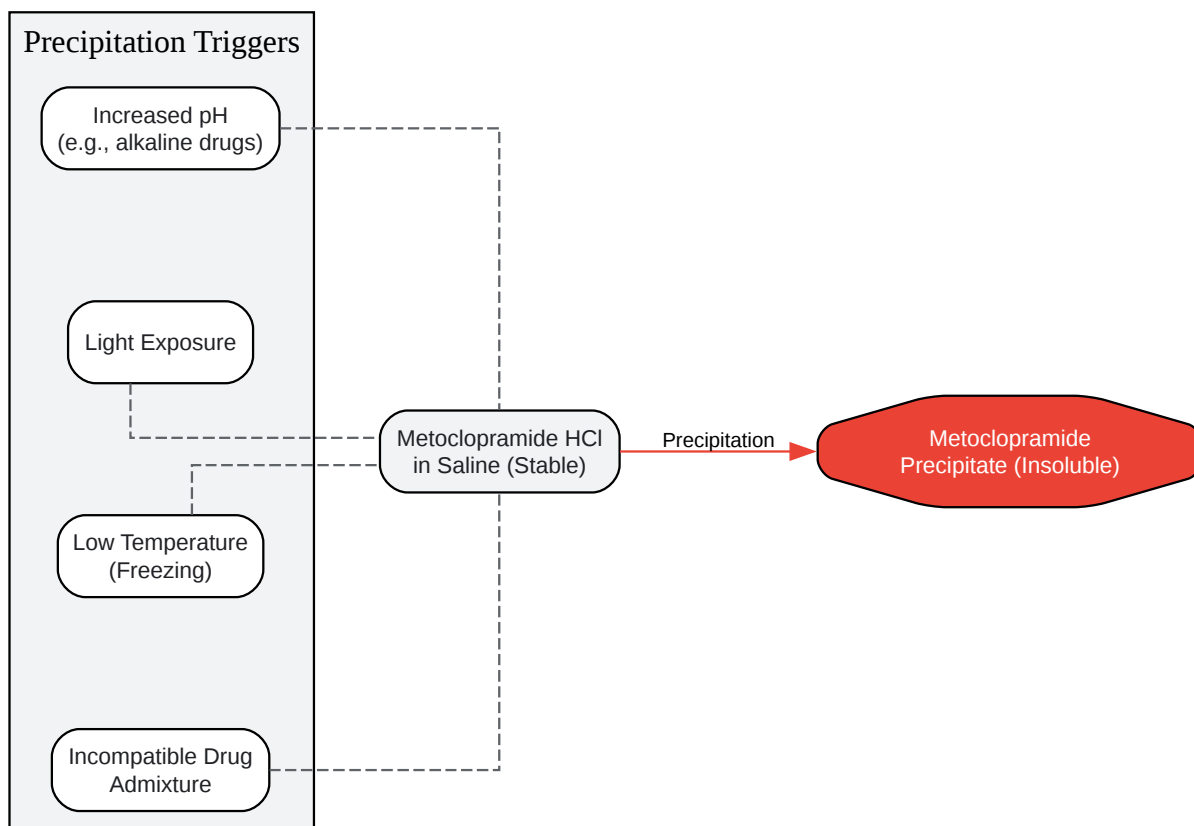 Precipitation Triggers
Increased pH
(e.g., alkaline drugs)
Light Exposure
Low Temperature
(Freezing)
Incompatible Drug
Admixture
Metoclopramide HCl
in Saline (Stable)
Precipitation
Metoclopramide
Precipitate (Insoluble)